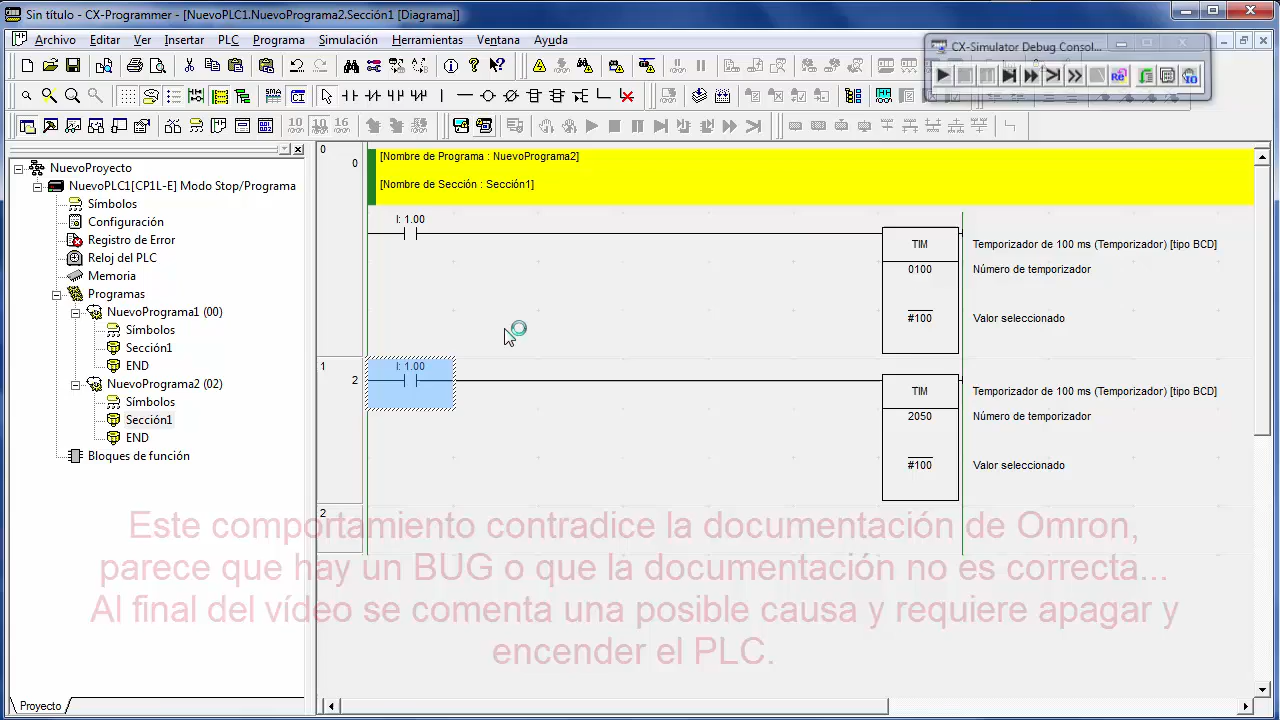 Sin título - CX-Programmer - [NuevoPLC1.NuevoPrograma2.Sección1 [Diagrama]]
Archivo Editar Ver Insertar PLC Programa Simulación Herramientas Ventana Ayuda
CX-Simulator Debug Consol...
10 10 16
NuevoProyecto
NuevoPLC1[CP1L-E] Modo Stop/Programa
Símbolos
Configuración
Registro de Error
Reloj del PLC
Memoria
Programas
NuevoPrograma1 (00)
Símbolos
Sección1
END
NuevoPrograma2 (02)
Símbolos
Sección1
END
Bloques de función
Proyecto
0
0
[Nombre de Programa : NuevoPrograma2]
[Nombre de Sección : Sección1]
I: 1.00
TIM Temporizador de 100 ms (Temporizador) [tipo BCD]
0100 Número de temporizador
#100 Valor seleccionado
1
2
I: 1.00
TIM Temporizador de 100 ms (Temporizador) [tipo BCD]
2050 Número de temporizador
#100 Valor seleccionado
2
Este comportamiento contradice la documentación de Omron,
parece que hay un BUG o que la documentación no es correcta...
Al final del vídeo se comenta una posible causa y requiere apagar y
encender el PLC.